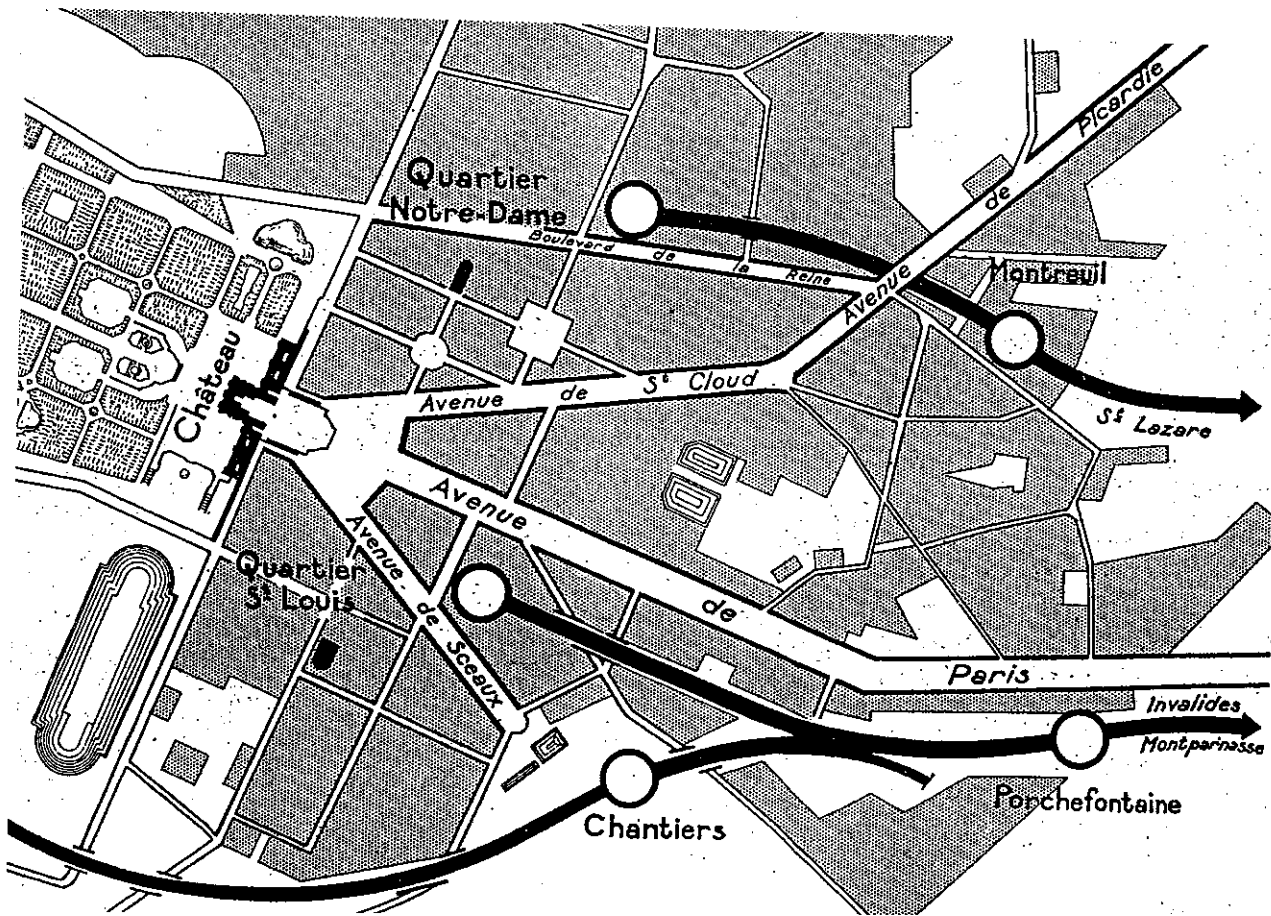 Picardie
de
Avenue
Quartier
Notre-Dame
Boulevard de la Reine
Montreuil
Château
Avenue de St Cloud
St Lazare
Avenue de Paris
Avenue de Sceaux
Quartier
St Louis
Invalides
Montparnasse
Porchefontaine
Chantiers